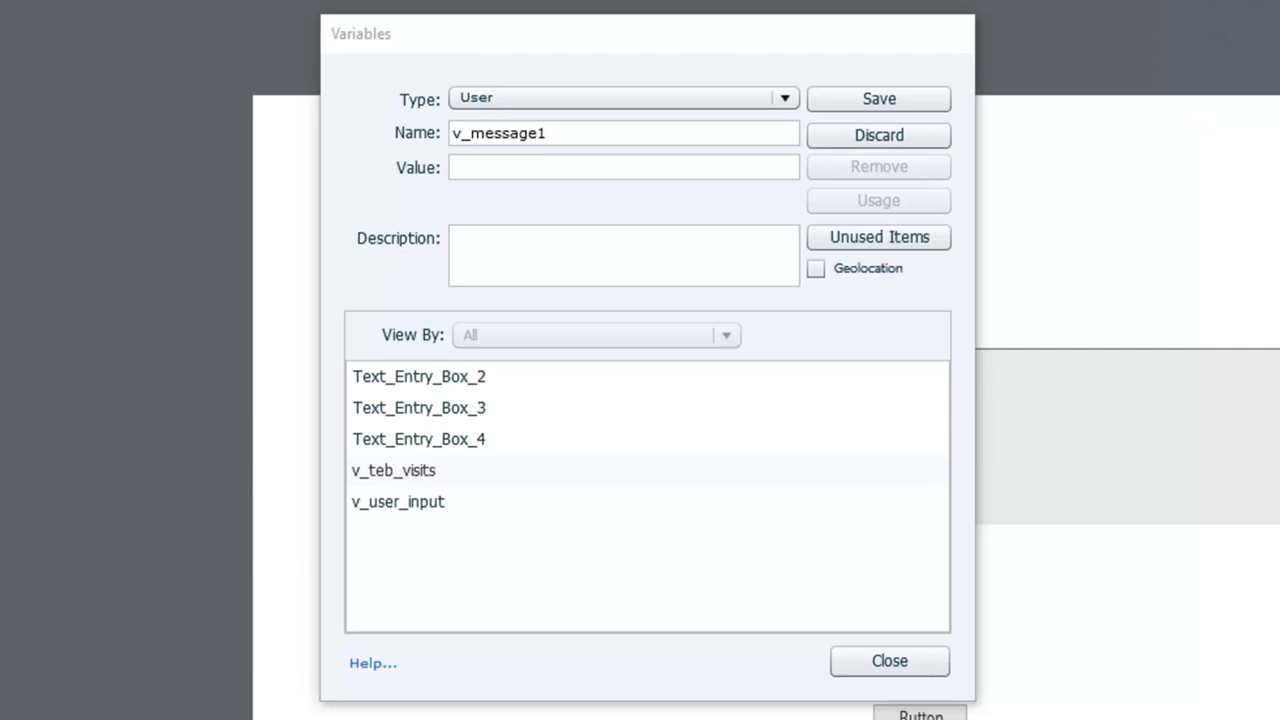 Variables
Type: User Save
Name: v_message1 Discard
Value: Remove
Usage
Description: Unused Items
Geolocation
View By: All
Text_Entry_Box_2
Text_Entry_Box_3
Text_Entry_Box_4
v_teb_visits
v_user_input
Help...
Close
Button